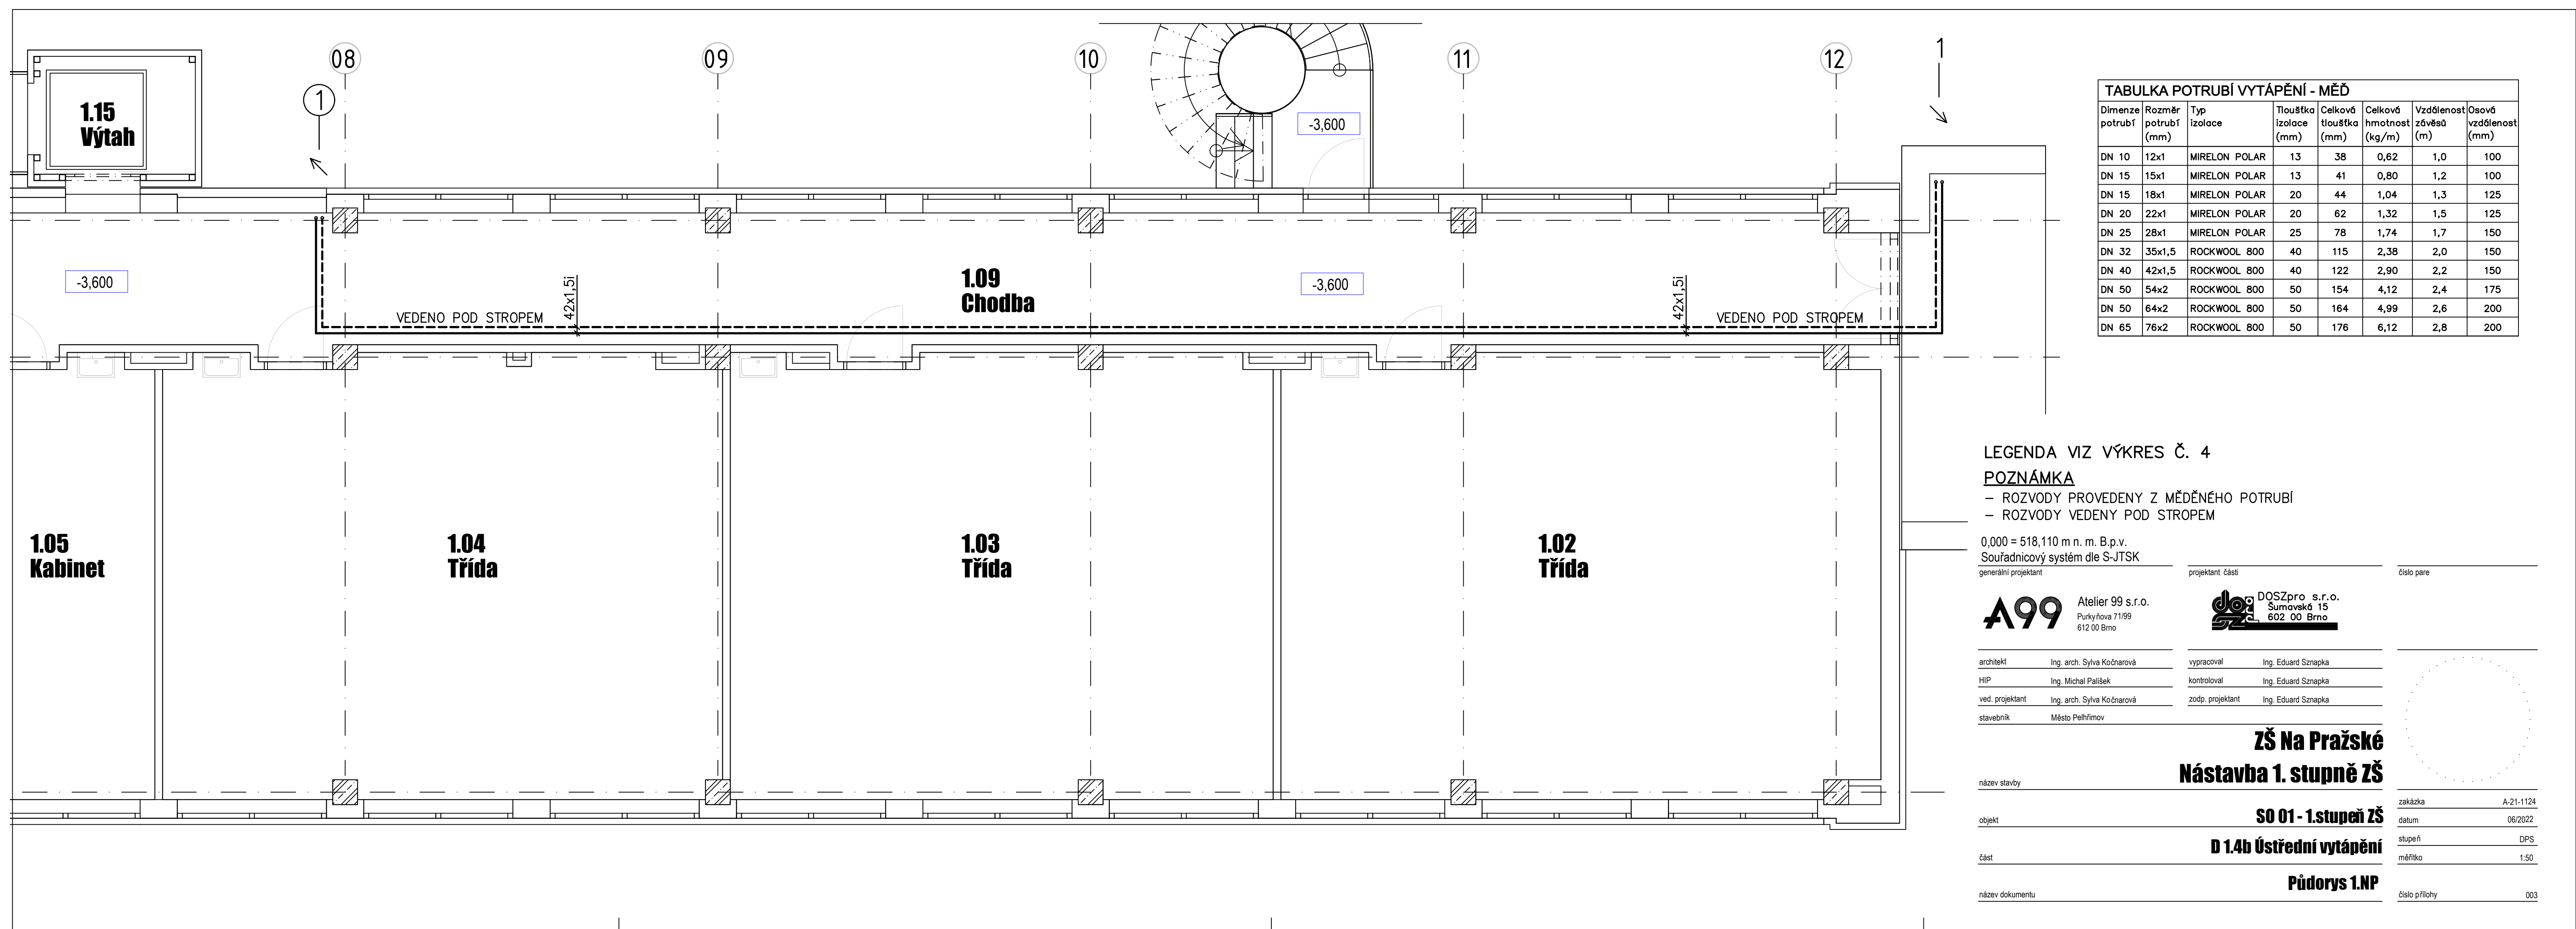 08
09
10
11
12
1
1
1.15
Výtah
-3,600
-3,600
-3,600
1.09
Chodba
VEDENO POD STROPEM
42x1,5i
42x1,5i
VEDENO POD STROPEM
1.05
Kabinet
1.04
Třída
1.03
Třída
1.02
Třída
TABULKA POTRUBÍ VYTÁPĚNÍ - MĚĎ
Dimenze potrubí Rozměr potrubí (mm) Typ izolace Tloušťka izolace (mm) Celková tloušťka (mm) Celková hmotnost (kg/m) Vzdálenost závěsů (m) Osová vzdálenost (mm)
DN 10 12x1 MIRELON POLAR 13 38 0,62 1,0 100
DN 15 15x1 MIRELON POLAR 13 41 0,80 1,2 100
DN 15 18x1 MIRELON POLAR 20 44 1,04 1,3 125
DN 20 22x1 MIRELON POLAR 20 62 1,32 1,5 125
DN 25 28x1 MIRELON POLAR 25 78 1,74 1,7 150
DN 32 35x1,5 ROCKWOOL 800 40 115 2,38 2,0 150
DN 40 42x1,5 ROCKWOOL 800 40 122 2,90 2,2 150
DN 50 54x2 ROCKWOOL 800 50 154 4,12 2,4 175
DN 50 64x2 ROCKWOOL 800 50 164 4,99 2,6 200
DN 65 76x2 ROCKWOOL 800 50 176 6,12 2,8 200
LEGENDA VIZ VÝKRES Č. 4
POZNÁMKA
– ROZVODY PROVEDENY Z MĚDĚNÉHO POTRUBÍ
– ROZVODY VEDENY POD STROPEM
0,000 = 518,110 m n. m. B.p.v.
Souřadnicový systém dle S-JTSK
generální projektant
projektant části
číslo pare
A99
Atelier 99 s.r.o.
Purkyňova 71/99
612 00 Brno
DOSZpro s.r.o.
Šumavská 15
602 00 Brno
architekt Ing. arch. Sylva Kočnarová
HIP Ing. Michal Palíšek
ved. projektant Ing. arch. Sylva Kočnarová
stavebník Město Pelhřimov
vypracoval Ing. Eduard Sznapka
kontroloval Ing. Eduard Sznapka
zodp. projektant Ing. Eduard Sznapka
ZŠ Na Pražské
název stavby Nástavba 1. stupně ZŠ
objekt SO 01 - 1.stupeň ZŠ
část D 1.4b Ústřední vytápění
název dokumentu Půdorys 1.NP
zakázka A-21-1124
datum 06/2022
stupeň DPS
měřítko 1:50
číslo přílohy 003